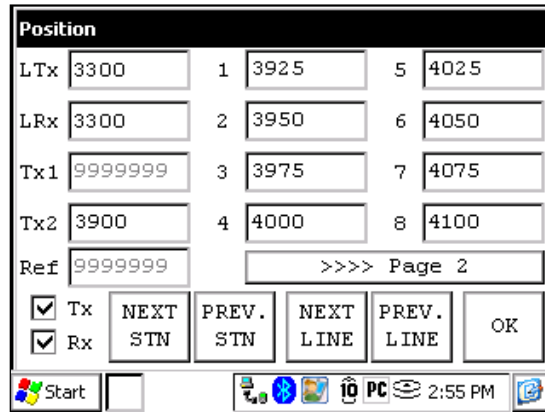 Position
LTx 3300 1 3925 5 4025
LRx 3300 2 3950 6 4050
Tx1 9999999 3 3975 7 4075
Tx2 3900 4 4000 8 4100
Ref 9999999 >>>> Page 2
Tx
Rx
NEXT STN
PREV. STN
NEXT LINE
PREV. LINE
OK
Start PC 2:55 PM